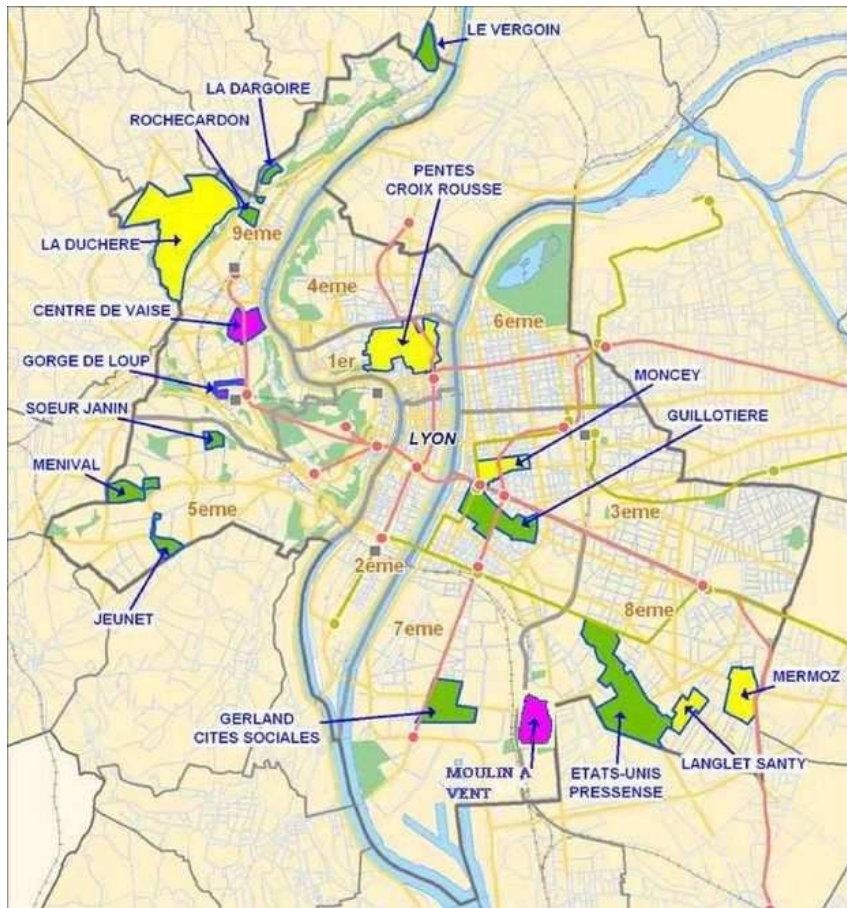 LE VERGOIN
LA DARGOIRE
ROCHECARDON
PENTES
CROIX ROUSSE
9eme
LA DUCHERE
4eme
CENTRE DE VAISE
6eme
1er
GORGE DE LOUP
MONCEY
SOEUR JANIN
GUILLOTIERE
LYON
MENIVAL
5eme
3eme
2eme
8eme
JEUNET
7eme
MERMOZ
GERLAND
CITES SOCIALES
MOULIN A
VENT
ETATS-UNIS
PRESSENSE
LANGLET SANTY